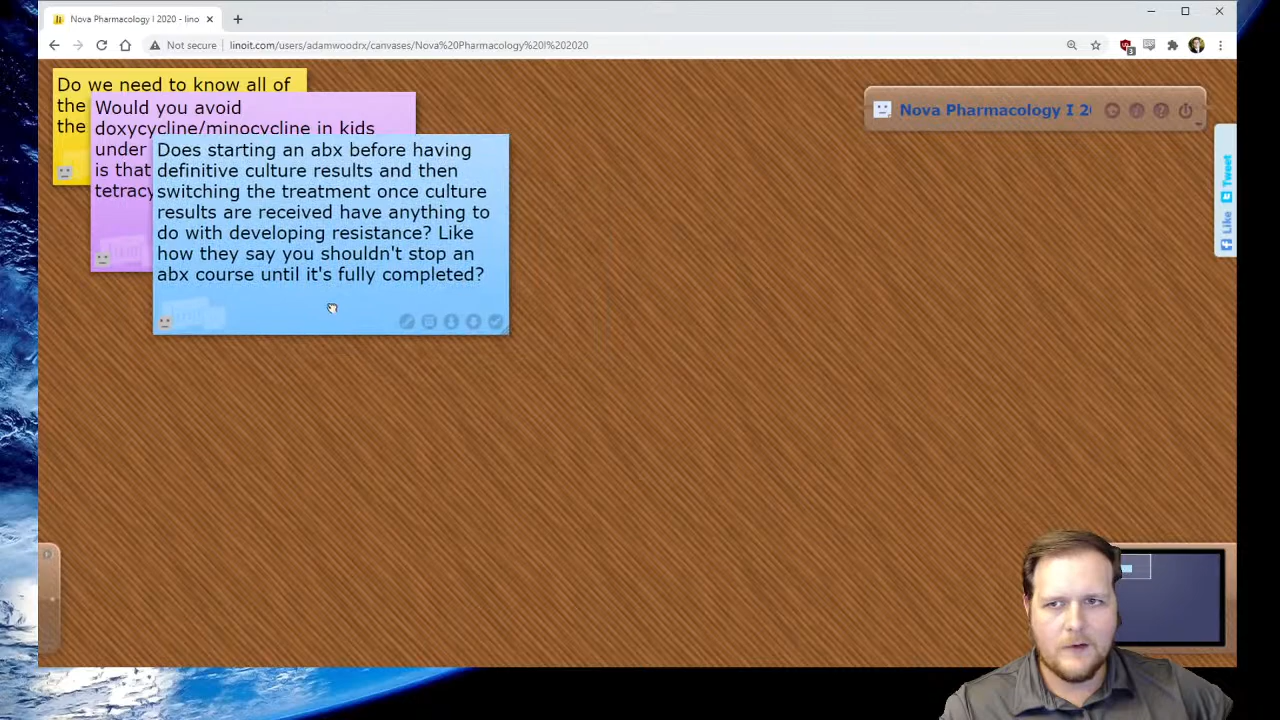 Nova Pharmacology I 2020 - lino
Not secure
linoit.com/users/adamwoodrx/canvases/Nova%20Pharmacology%20I%202020
3
Do we need to know all of
the
the
Would you avoid
doxycycline/minocycline in kids
under
is that
tetracy
Does starting an abx before having
definitive culture results and then
switching the treatment once culture
results are received have anything to
do with developing resistance? Like
how they say you shouldn't stop an
abx course until it's fully completed?
Nova Pharmacology I 2
Tweet
Like